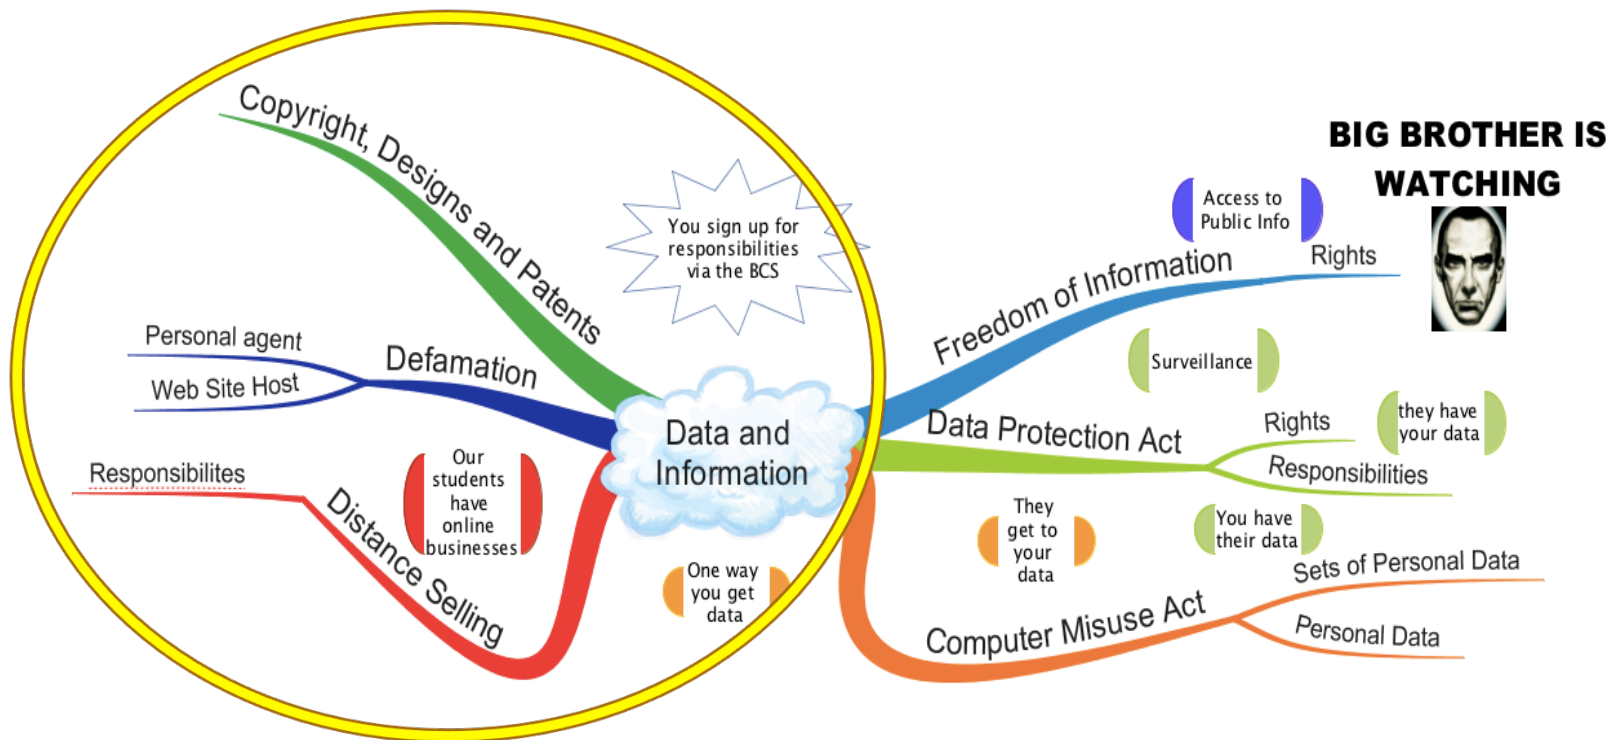 Copyright, Designs and Patents
You sign up for
responsibilities
via the BCS
Personal agent
Web Site Host
Defamation
Responsibilites
Our
students
have
online
businesses
Distance Selling
One way
you get
data
Data and
Information
BIG BROTHER IS
WATCHING
Access to
Public Info
Freedom of Information
Rights
Surveillance
Data Protection Act
Rights
Responsibilities
they have
your data
You have
their data
They
get to
your
data
Computer Misuse Act
Sets of Personal Data
Personal Data